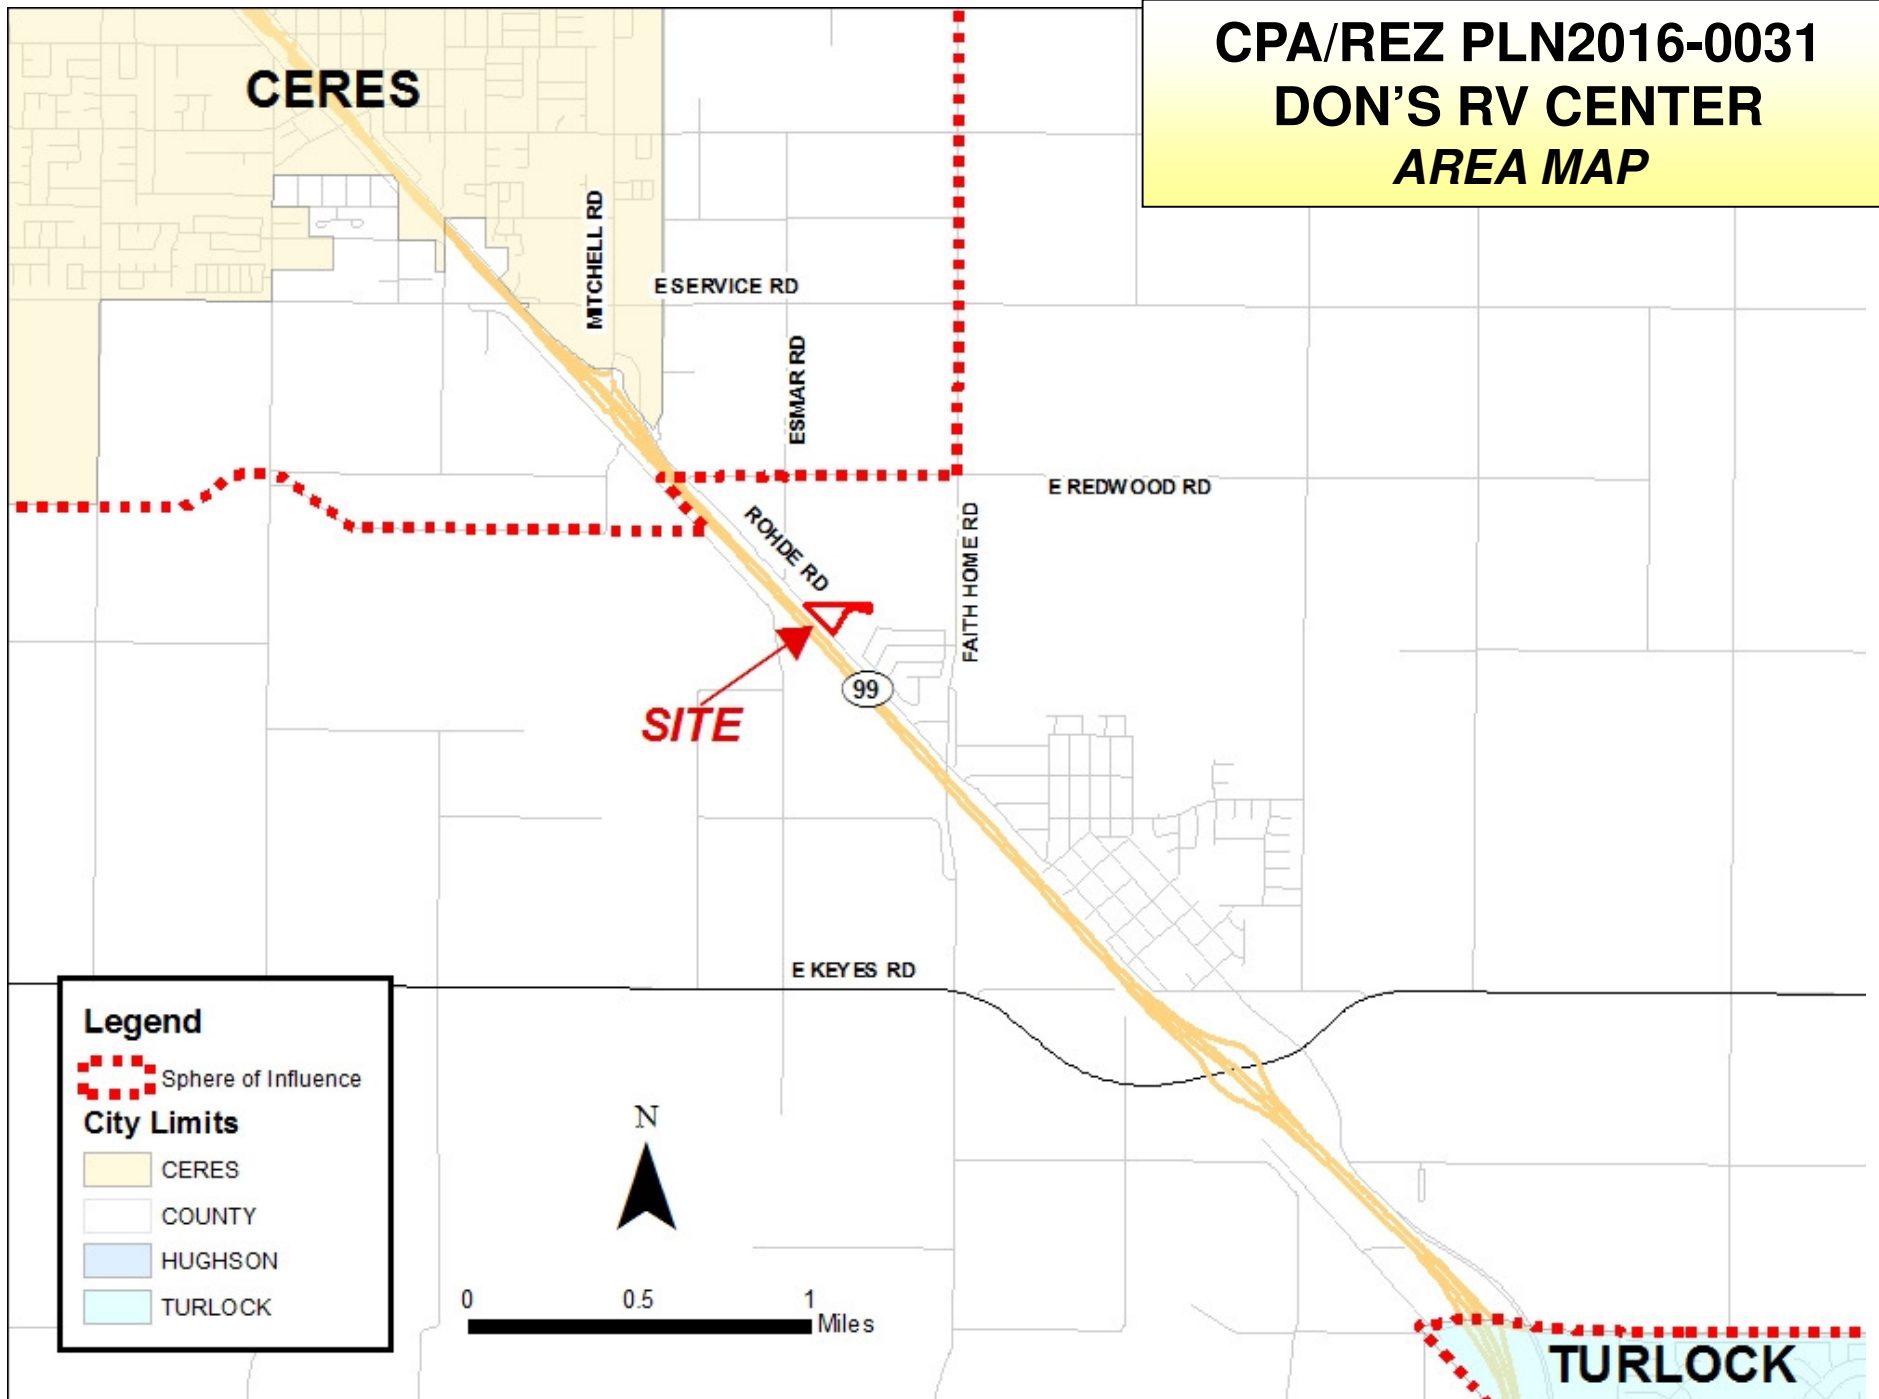 CPA/REZ PLN2016-0031
DON'S RV CENTER
AREA MAP
CERES
MITCHELL RD
E SERVICE RD
ESMAR RD
E REDWOOD RD
ROHDE RD
FAITH HOME RD
99
SITE
E KEYES RD
Legend
Sphere of Influence
City Limits
CERES
COUNTY
HUGHSON
TURLOCK
N
0 0.5 1
Miles
TURLOCK